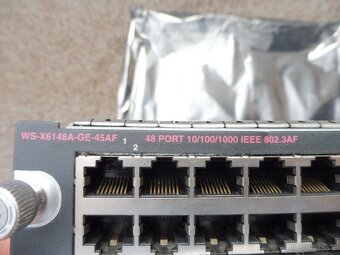 WS-X6148A-GE-45AF
1
2
48 PORT 10/100/1000 IEEE 802.3AF